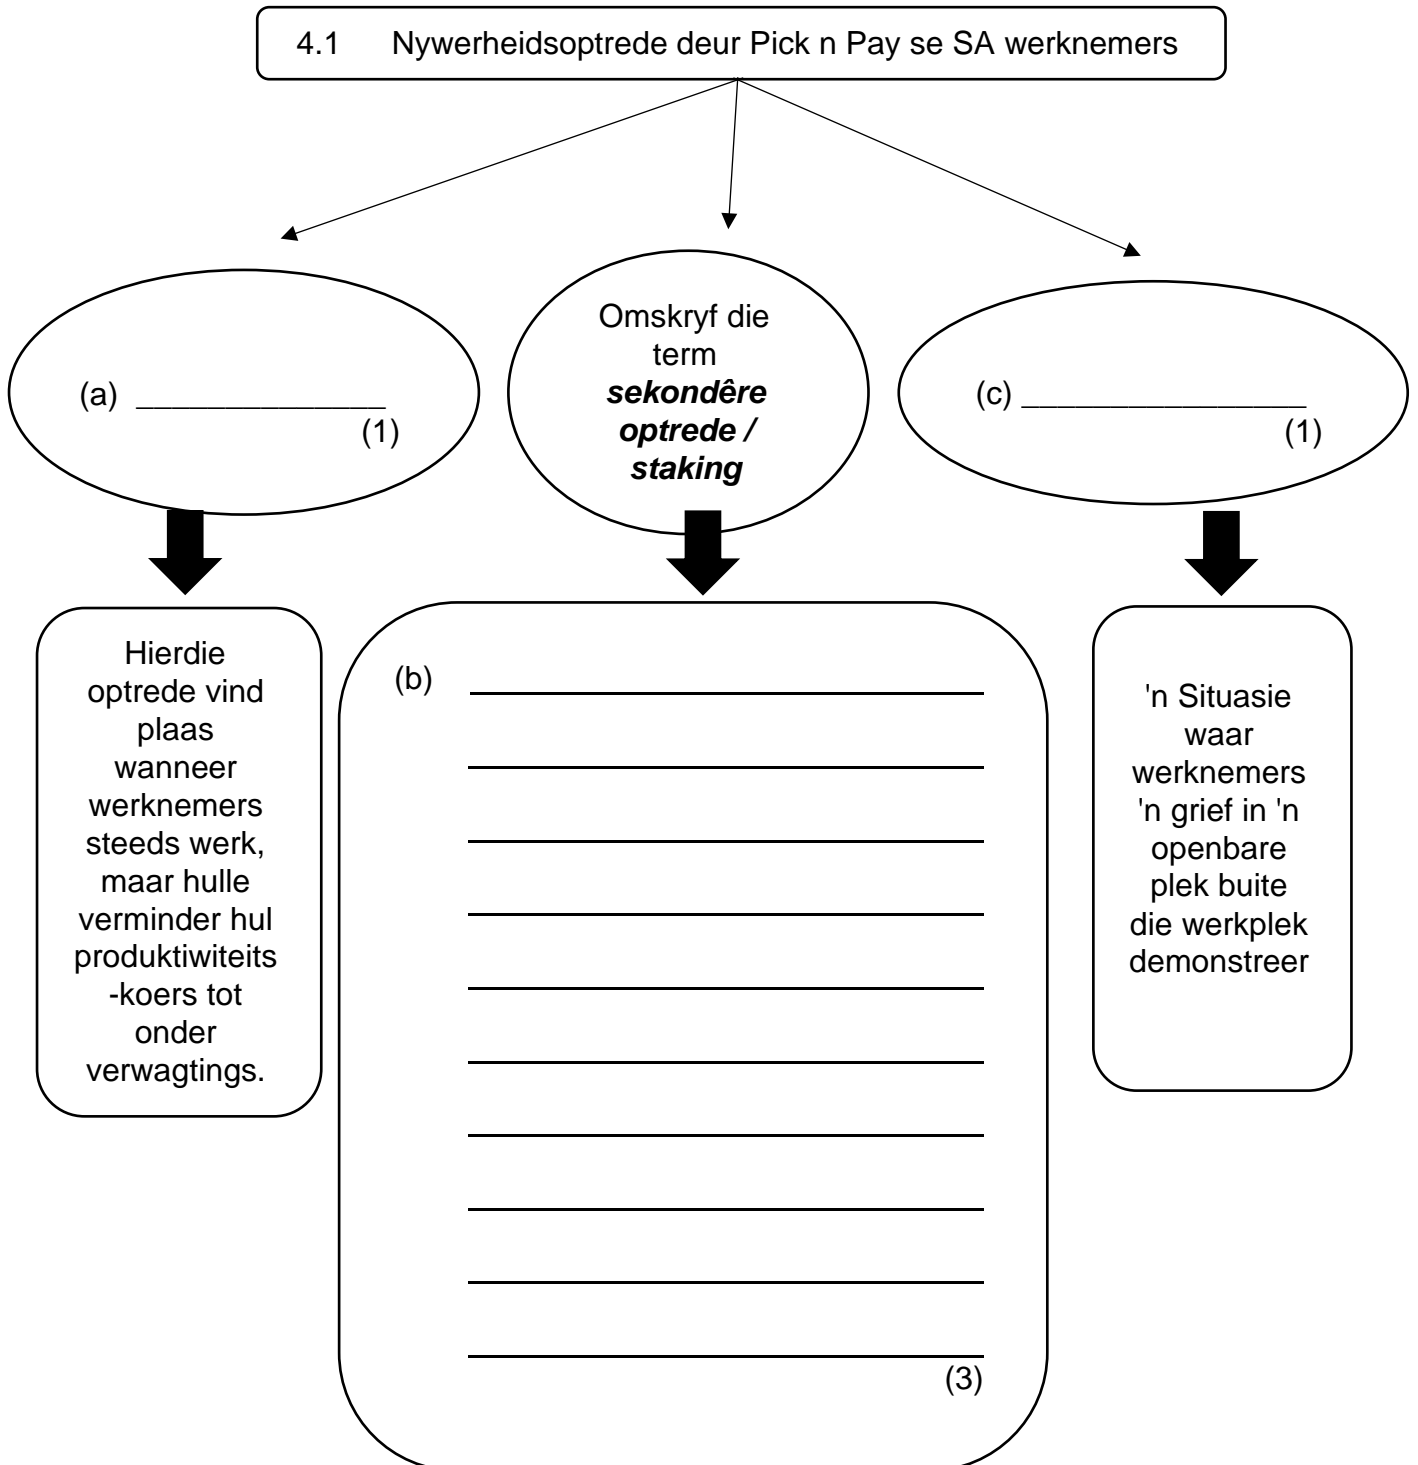 4.1 Nywerheidsoptrede deur Pick n Pay se SA werknemers
(a) ______________
(1)
Omskryf die
term
sekondêre
optrede /
staking
(c) ________________
(1)
Hierdie
optrede vind
plaas
wanneer
werknemers
steeds werk,
maar hulle
verminder hul
produktiwiteits
-koers tot
onder
verwagtings.
(b)
(3)
'n Situasie
waar
werknemers
'n grief in 'n
openbare
plek buite
die werkplek
demonstreer